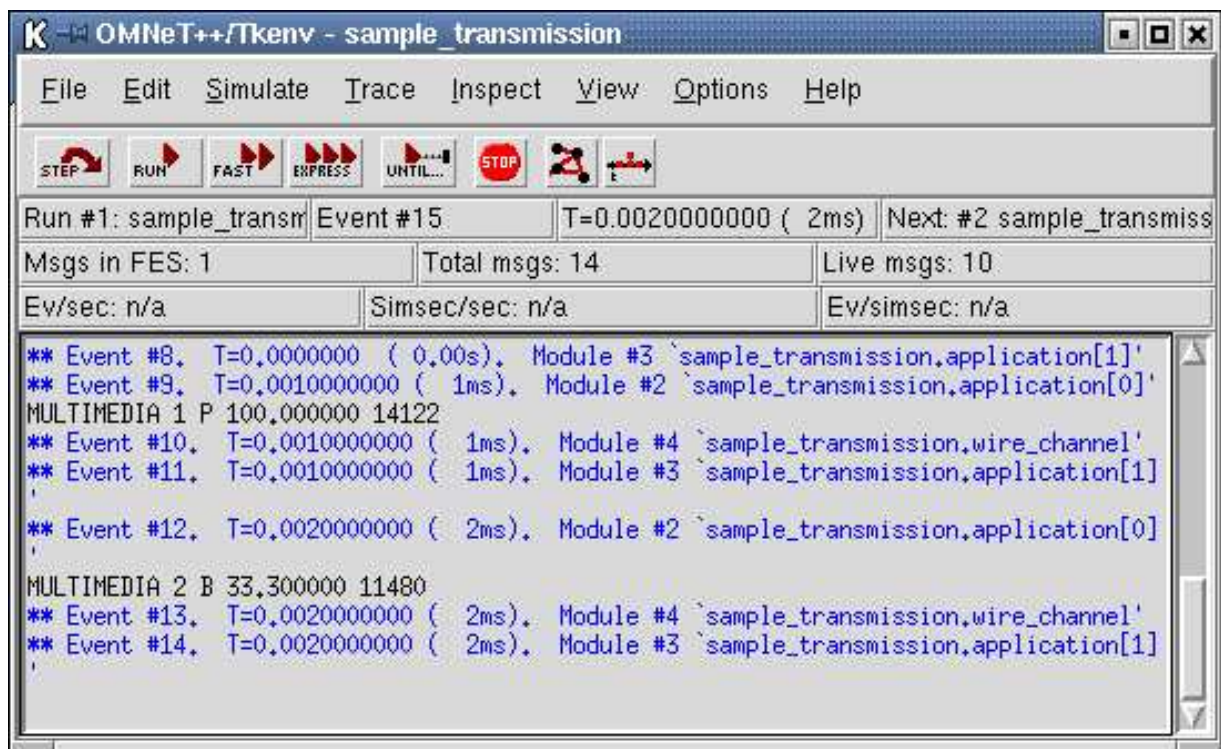 OMNeT++/Tkenv - sample_transmission
File Edit Simulate Trace Inspect View Options Help
STEP RUN FAST EXPRESS UNTIL... STOP
Run #1: sample_transm Event #15 T=0.0020000000 ( 2ms) Next: #2 sample_transmiss
Msgs in FES: 1 Total msgs: 14 Live msgs: 10
Ev/sec: n/a Simsec/sec: n/a Ev/simsec: n/a
** Event #8. T=0.0000000 ( 0.00s). Module #3 `sample_transmission.application[1]'
** Event #9. T=0.0010000000 ( 1ms). Module #2 `sample_transmission.application[0]'
MULTIMEDIA 1 P 100.000000 14122
** Event #10. T=0.0010000000 ( 1ms). Module #4 `sample_transmission.wire_channel'
** Event #11. T=0.0010000000 ( 1ms). Module #3 `sample_transmission.application[1]
'
** Event #12. T=0.0020000000 ( 2ms). Module #2 `sample_transmission.application[0]
'
MULTIMEDIA 2 B 33.300000 11480
** Event #13. T=0.0020000000 ( 2ms). Module #4 `sample_transmission.wire_channel'
** Event #14. T=0.0020000000 ( 2ms). Module #3 `sample_transmission.application[1]
'